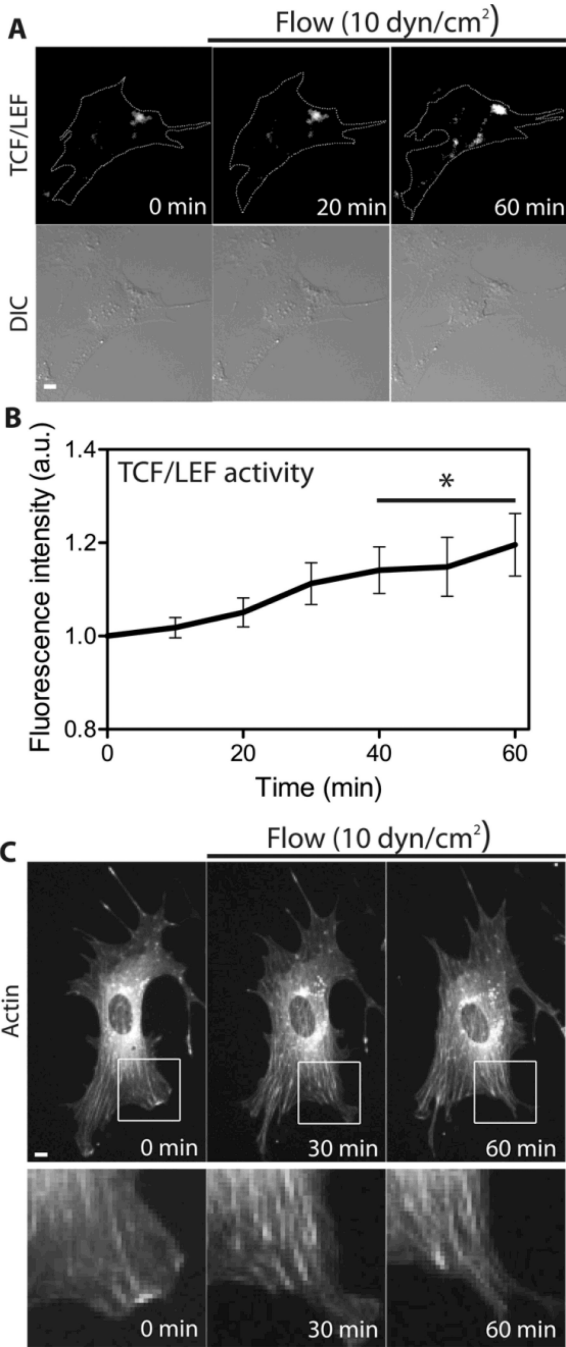 A
Flow (10 dyn/cm²)
TCF/LEF
0 min
20 min
60 min
DIC
B
Fluorescence intensity (a.u.)
1.4
1.2
1.0
0.8
TCF/LEF activity
*
0
20
40
60
Time (min)
C
Flow (10 dyn/cm²)
Actin
0 min
30 min
60 min
0 min
30 min
60 min